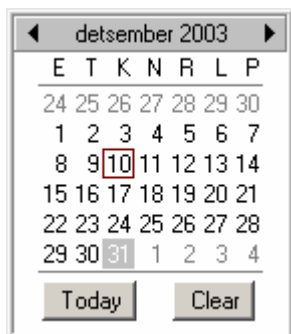 detsember 2003
E T K N R L P
24 25 26 27 28 29 30
1 2 3 4 5 6 7
8 9 10 11 12 13 14
15 16 17 18 19 20 21
22 23 24 25 26 27 28
29 30 31 1 2 3 4
Today Clear